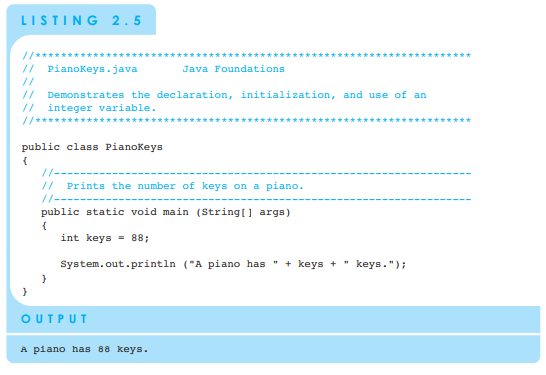 LISTING 2.5
//********************************************************************
//  PianoKeys.java       Java Foundations
//
//  Demonstrates the declaration, initialization, and use of an
//  integer variable.
//********************************************************************
public class PianoKeys
{
   //-----------------------------------------------------------------
   //  Prints the number of keys on a piano.
   //-----------------------------------------------------------------
   public static void main (String[] args)
   {
      int keys = 88;
      System.out.println ("A piano has " + keys + " keys.");
   }
}
OUTPUT
A piano has 88 keys.